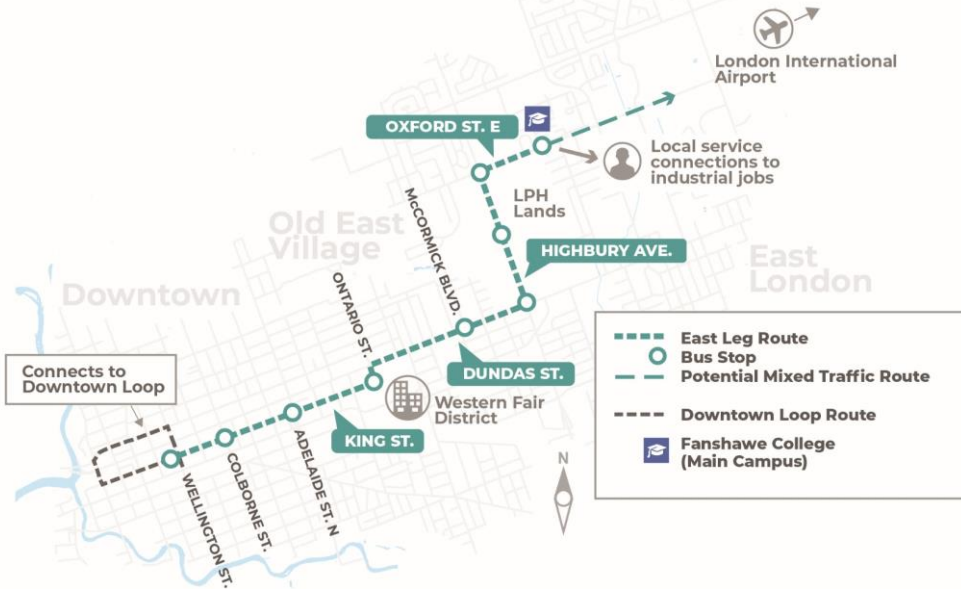 London International
Airport
OXFORD ST. E
Local service
connections to
industrial jobs
McCORMICK BLVD.
LPH
Lands
Old East
Village
HIGHBURY AVE.
East
London
Downtown
ONTARIO ST.
Connects to
Downtown Loop
DUNDAS ST.
Western Fair
District
KING ST.
ADELAIDE ST. N
COLBORNE ST.
WELLINGTON ST.
N
East Leg Route
Bus Stop
Potential Mixed Traffic Route
Downtown Loop Route
Fanshawe College
(Main Campus)